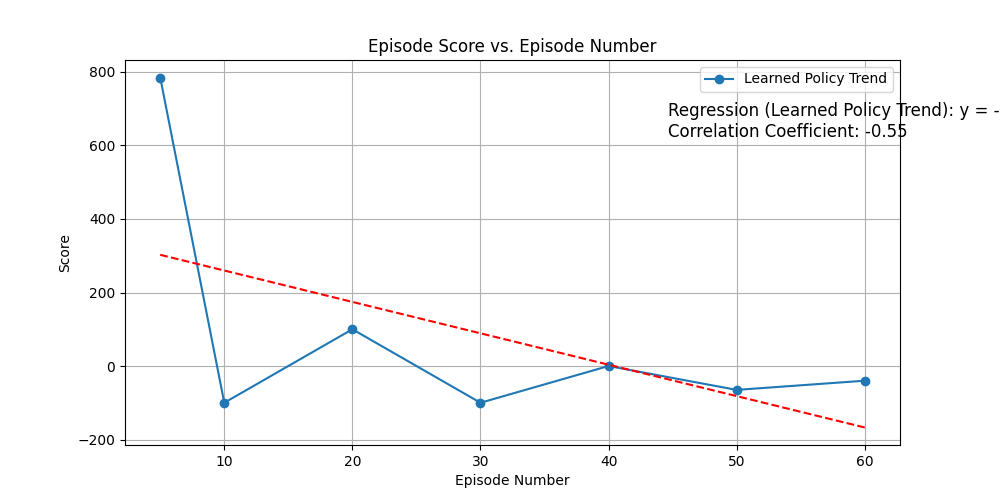 Episode Score vs. Episode Number
Learned Policy Trend
Regression (Learned Policy Trend): y = -
Correlation Coefficient: -0.55
Score
800
600
400
200
0
−200
10 20 30 40 50 60
Episode Number